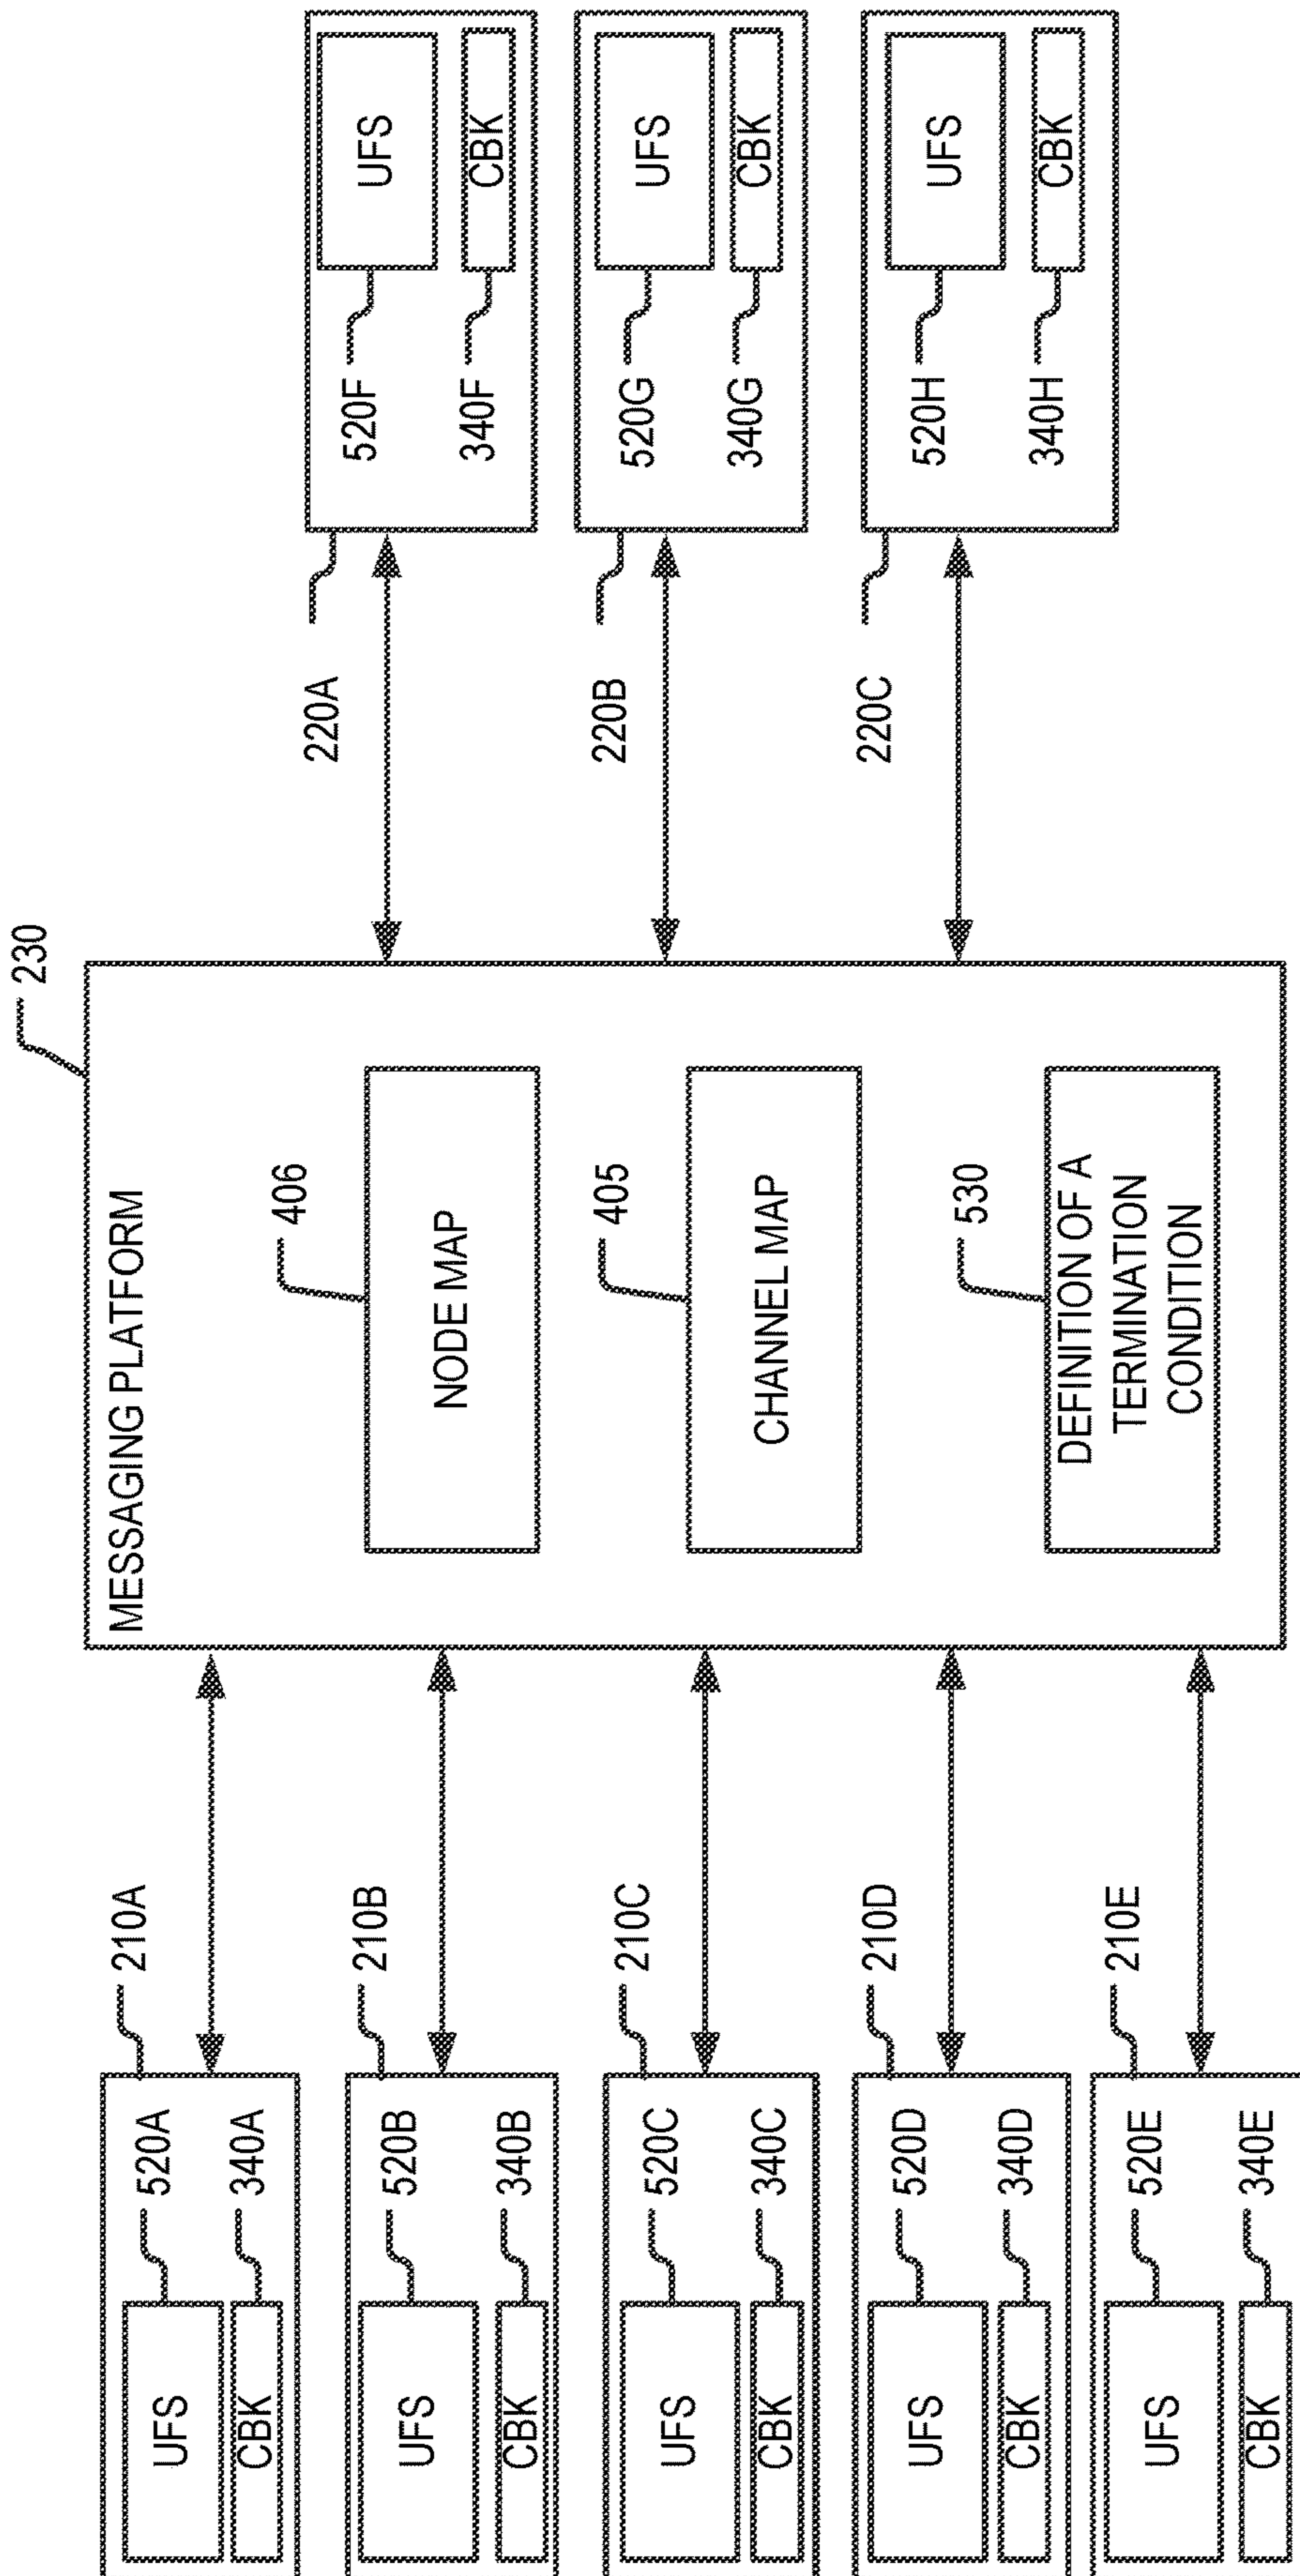 230
MESSAGING PLATFORM
406
NODE MAP
405
CHANNEL MAP
530
DEFINITION OF A
TERMINATION
CONDITION
210A
520A
UFS
340A
CBK
210B
520B
UFS
340B
CBK
210C
520C
UFS
340C
CBK
210D
520D
UFS
340D
CBK
210E
520E
UFS
340E
CBK
220A
520F
UFS
340F
CBK
220B
520G
UFS
340G
CBK
220C
520H
UFS
340H
CBK